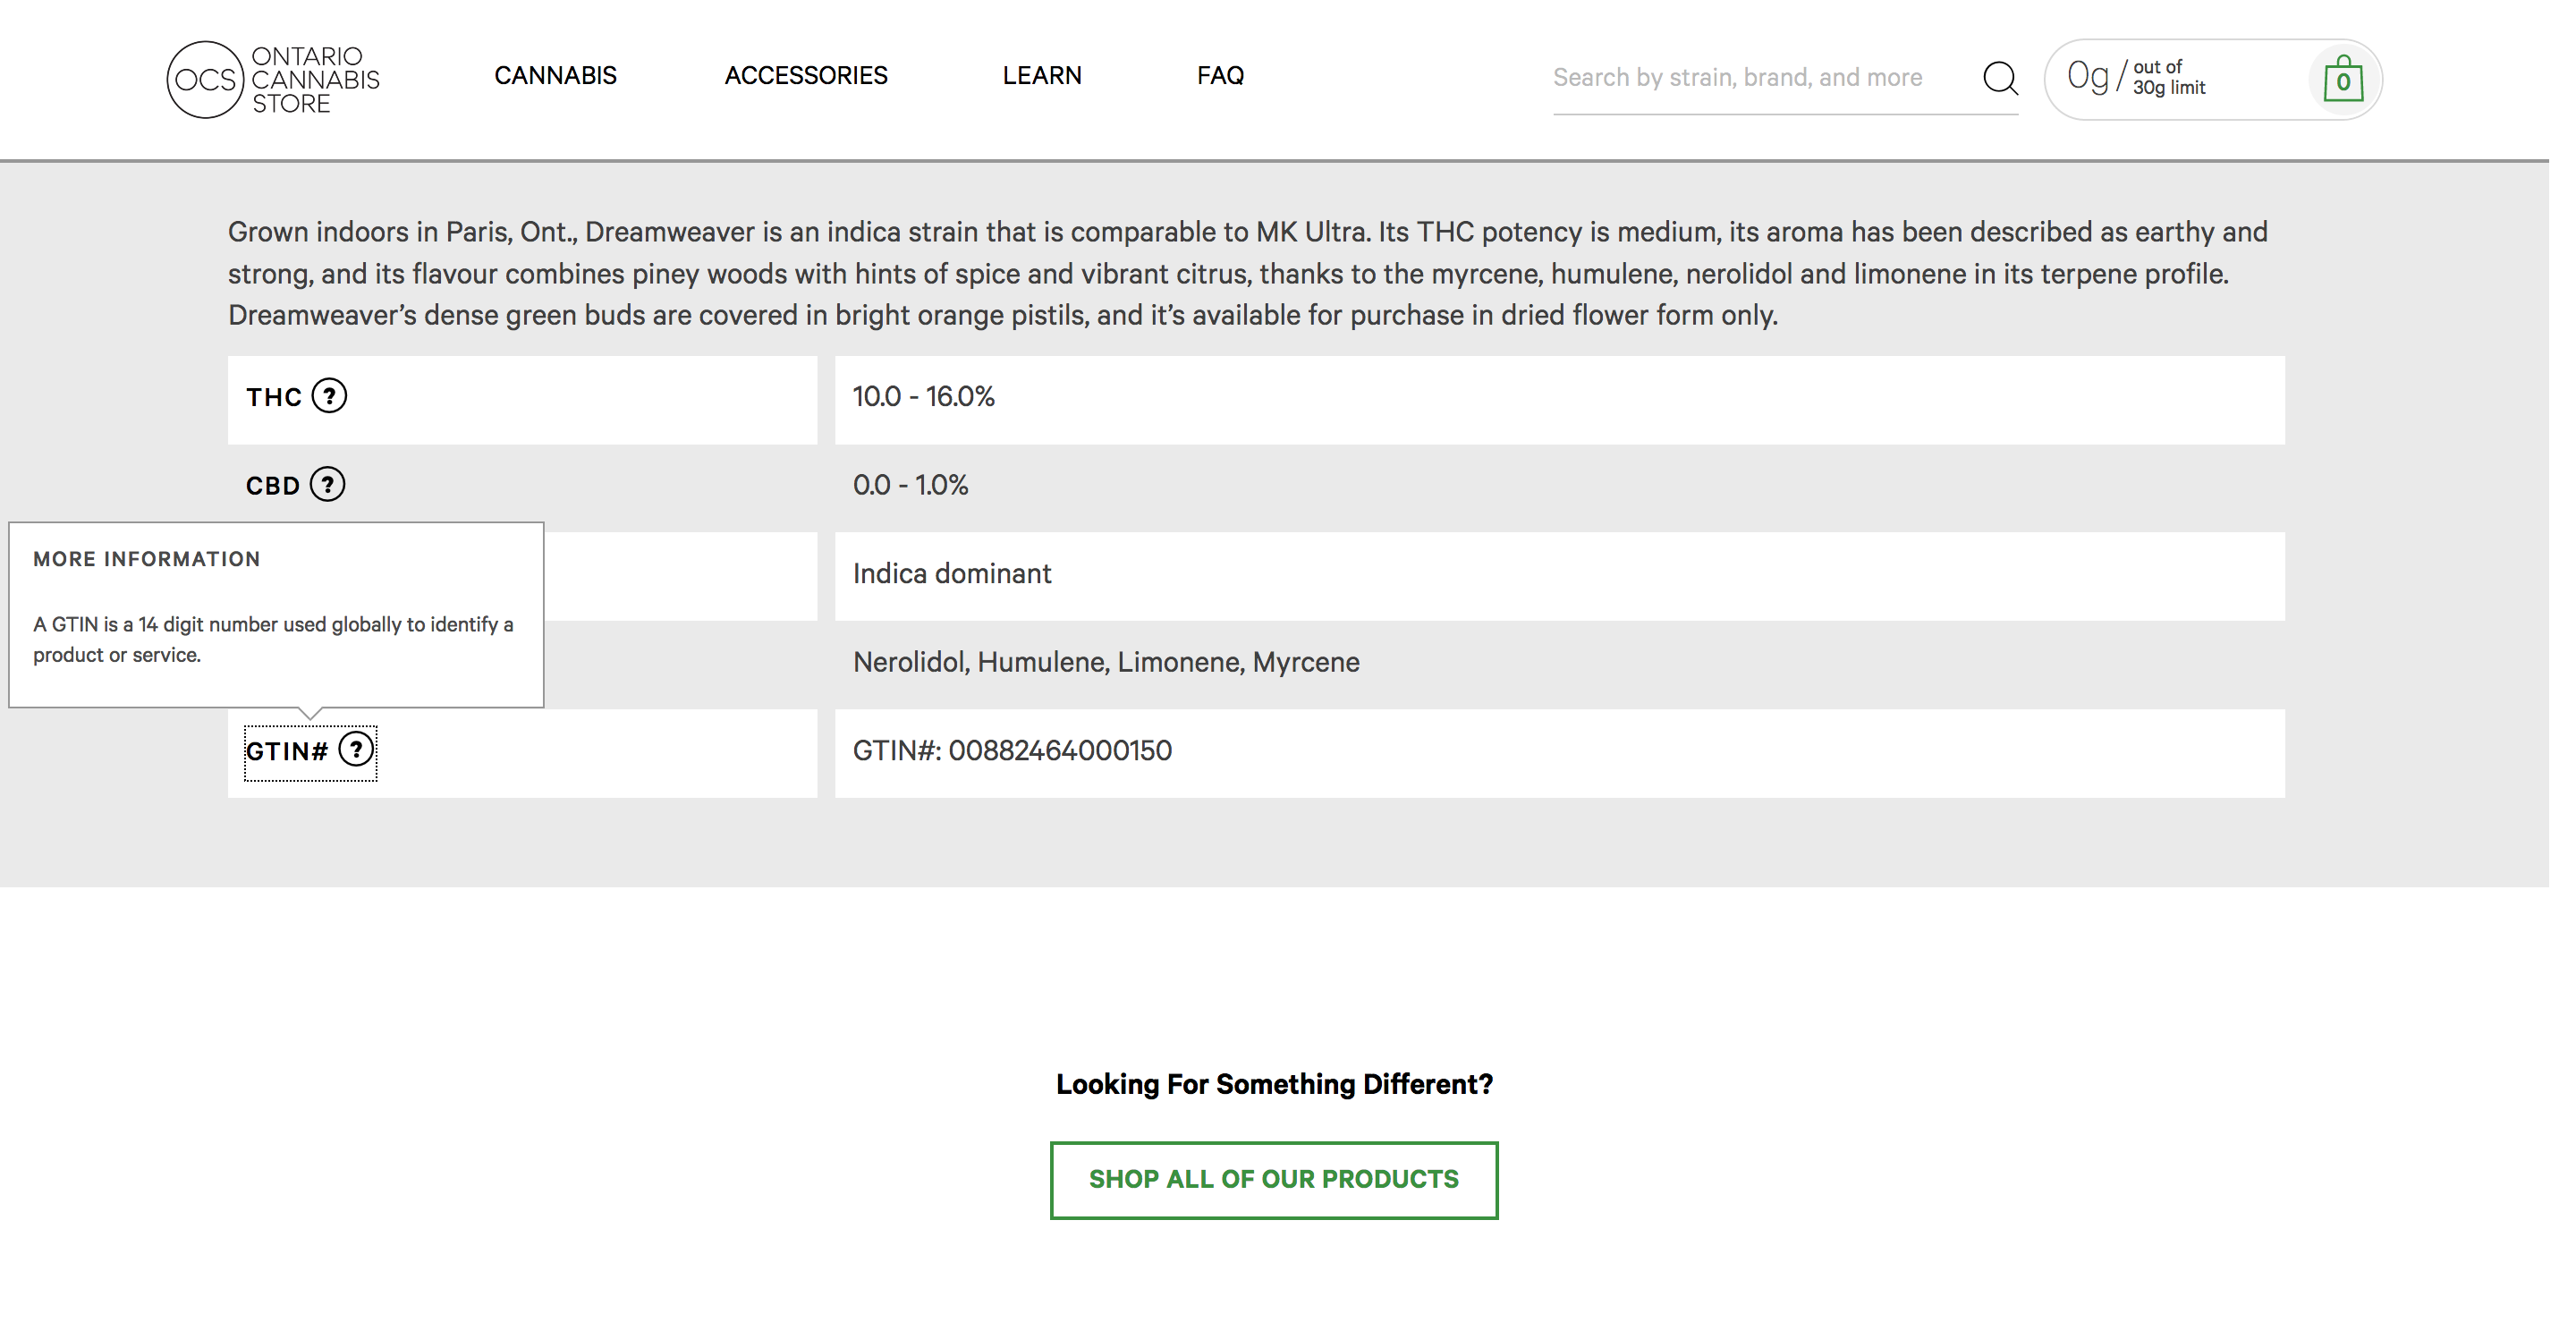 OCS ONTARIO
CANNABIS
STORE
CANNABIS
ACCESSORIES
LEARN
FAQ
Search by strain, brand, and more
0g/ out of
30g limit
0
Grown indoors in Paris, Ont., Dreamweaver is an indica strain that is comparable to MK Ultra. Its THC potency is medium, its aroma has been described as earthy and
strong, and its flavour combines piney woods with hints of spice and vibrant citrus, thanks to the myrcene, humulene, nerolidol and limonene in its terpene profile.
Dreamweaver’s dense green buds are covered in bright orange pistils, and it’s available for purchase in dried flower form only.
THC ?
10.0 - 16.0%
CBD ?
0.0 - 1.0%
MORE INFORMATION
A GTIN is a 14 digit number used globally to identify a
product or service.
Indica dominant
Nerolidol, Humulene, Limonene, Myrcene
GTIN# ?
GTIN#: 00882464000150
Looking For Something Different?
SHOP ALL OF OUR PRODUCTS